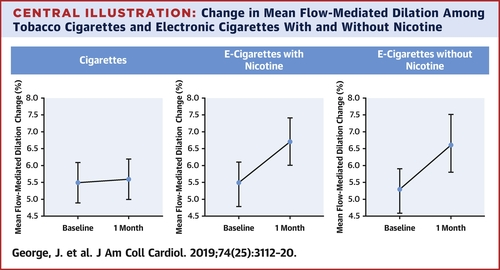 CENTRAL ILLUSTRATION: Change in Mean Flow-Mediated Dilation Among
Tobacco Cigarettes and Electronic Cigarettes With and Without Nicotine
Cigarettes
E-Cigarettes with
Nicotine
E-Cigarettes without
Nicotine
Mean Flow-Mediated Dilation Change (%)
8.0
7.5
7.0
6.5
6.0
5.5
5.0
4.5
Baseline
1 Month
Mean Flow-Mediated Dilation Change (%)
8.0
7.5
7.0
6.5
6.0
5.5
5.0
4.5
Baseline
1 Month
Mean Flow-Mediated Dilation Change (%)
8.0
7.5
7.0
6.5
6.0
5.5
5.0
4.5
Baseline
1 Month
George, J. et al. J Am Coll Cardiol. 2019;74(25):3112–20.